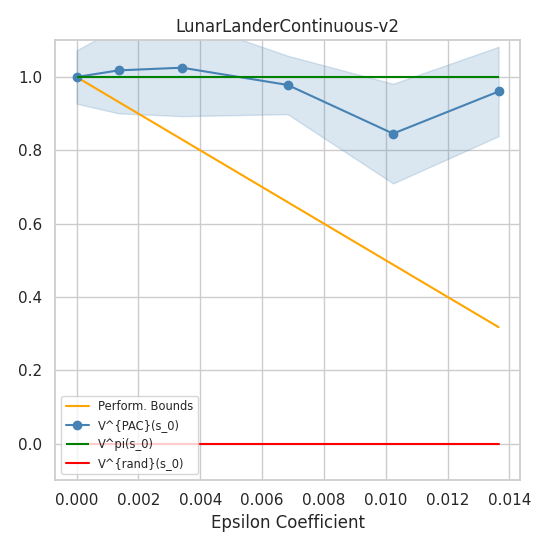 LunarLanderContinuous-v2
1.0
0.8
0.6
0.4
0.2
0.0
Perform. Bounds
V^{PAC}(s_0)
V^pi(s_0)
V^{rand}(s_0)
0.000 0.002 0.004 0.006 0.008 0.010 0.012 0.014
Epsilon Coefficient